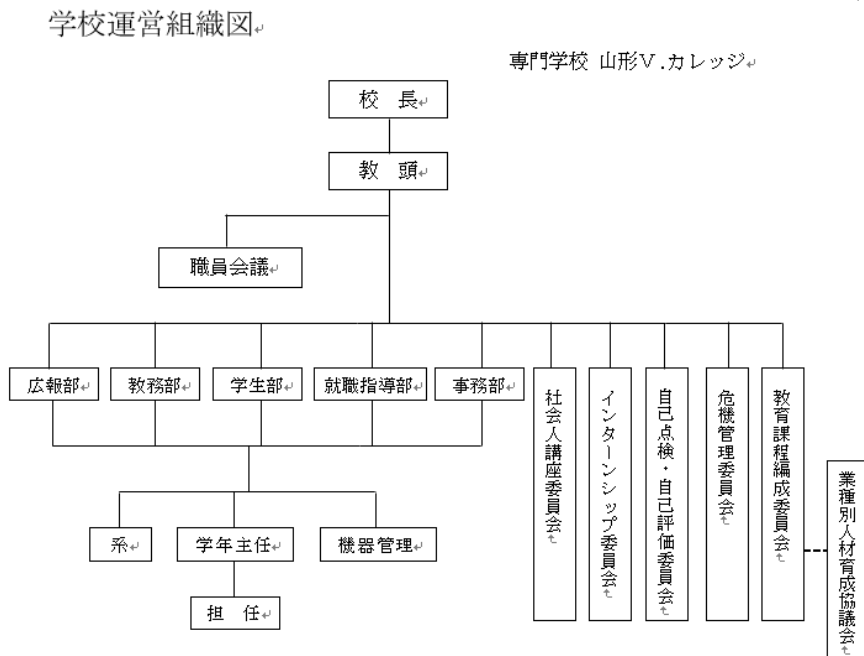 学校運営組織図
専門学校 山形V.カレッジ
校 長
教 頭
職員会議
広報部
教務部
学生部
就職指導部
事務部
社会人講座委員会
インターンシップ委員会
自己点検・自己評価委員会
危機管理委員会
教育課程編成委員会
業種別人材育成協議会
系
学年主任
機器管理
担 任